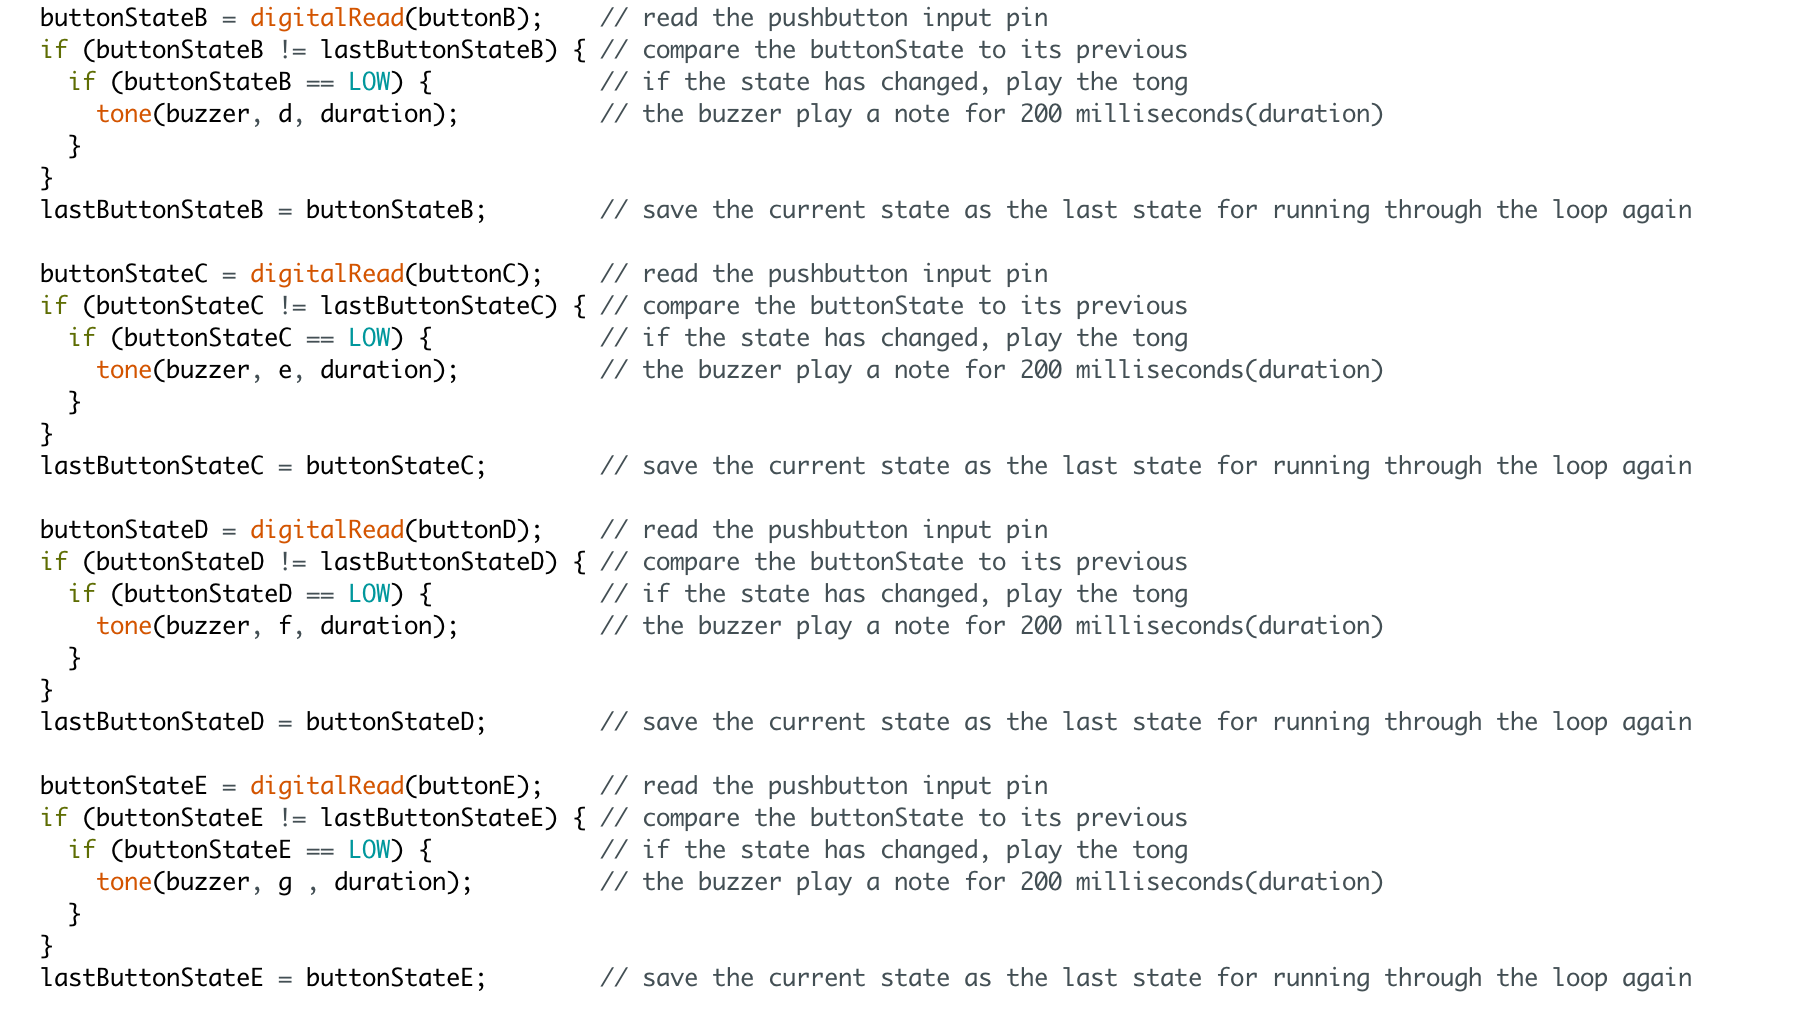 buttonStateB = digitalRead(buttonB);    // read the pushbutton input pin
if (buttonStateB != lastButtonStateB) { // compare the buttonState to its previous
  if (buttonStateB == LOW) {            // if the state has changed, play the tong
    tone(buzzer, d, duration);          // the buzzer play a note for 200 milliseconds(duration)
  }
}
lastButtonStateB = buttonStateB;        // save the current state as the last state for running through the loop again

buttonStateC = digitalRead(buttonC);    // read the pushbutton input pin
if (buttonStateC != lastButtonStateC) { // compare the buttonState to its previous
  if (buttonStateC == LOW) {            // if the state has changed, play the tong
    tone(buzzer, e, duration);          // the buzzer play a note for 200 milliseconds(duration)
  }
}
lastButtonStateC = buttonStateC;        // save the current state as the last state for running through the loop again

buttonStateD = digitalRead(buttonD);    // read the pushbutton input pin
if (buttonStateD != lastButtonStateD) { // compare the buttonState to its previous
  if (buttonStateD == LOW) {            // if the state has changed, play the tong
    tone(buzzer, f, duration);          // the buzzer play a note for 200 milliseconds(duration)
  }
}
lastButtonStateD = buttonStateD;        // save the current state as the last state for running through the loop again

buttonStateE = digitalRead(buttonE);    // read the pushbutton input pin
if (buttonStateE != lastButtonStateE) { // compare the buttonState to its previous
  if (buttonStateE == LOW) {            // if the state has changed, play the tong
    tone(buzzer, g , duration);         // the buzzer play a note for 200 milliseconds(duration)
  }
}
lastButtonStateE = buttonStateE;        // save the current state as the last state for running through the loop again